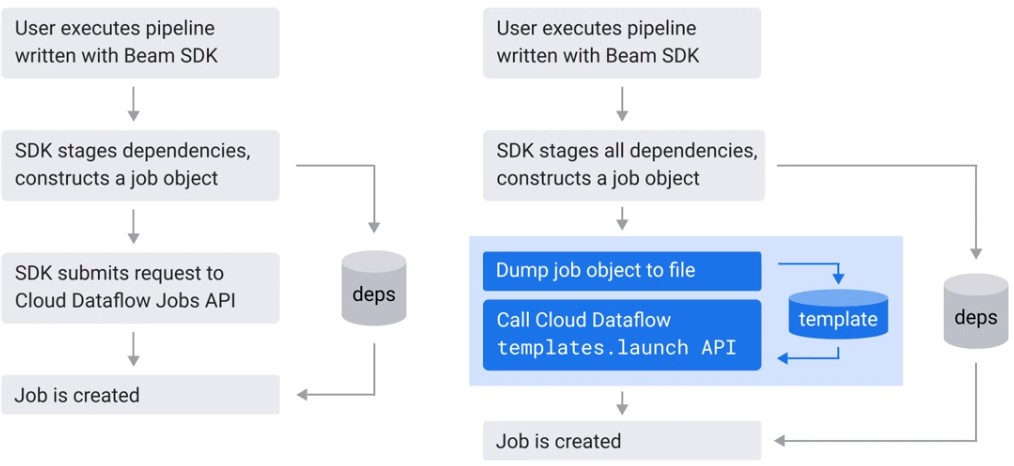 User executes pipeline
written with Beam SDK
SDK stages dependencies,
constructs a job object
SDK submits request to
Cloud Dataflow Jobs API
deps
Job is created
User executes pipeline
written with Beam SDK
SDK stages all dependencies,
constructs a job object
Dump job object to file
Call Cloud Dataflow
templates.launch API
template
deps
Job is created